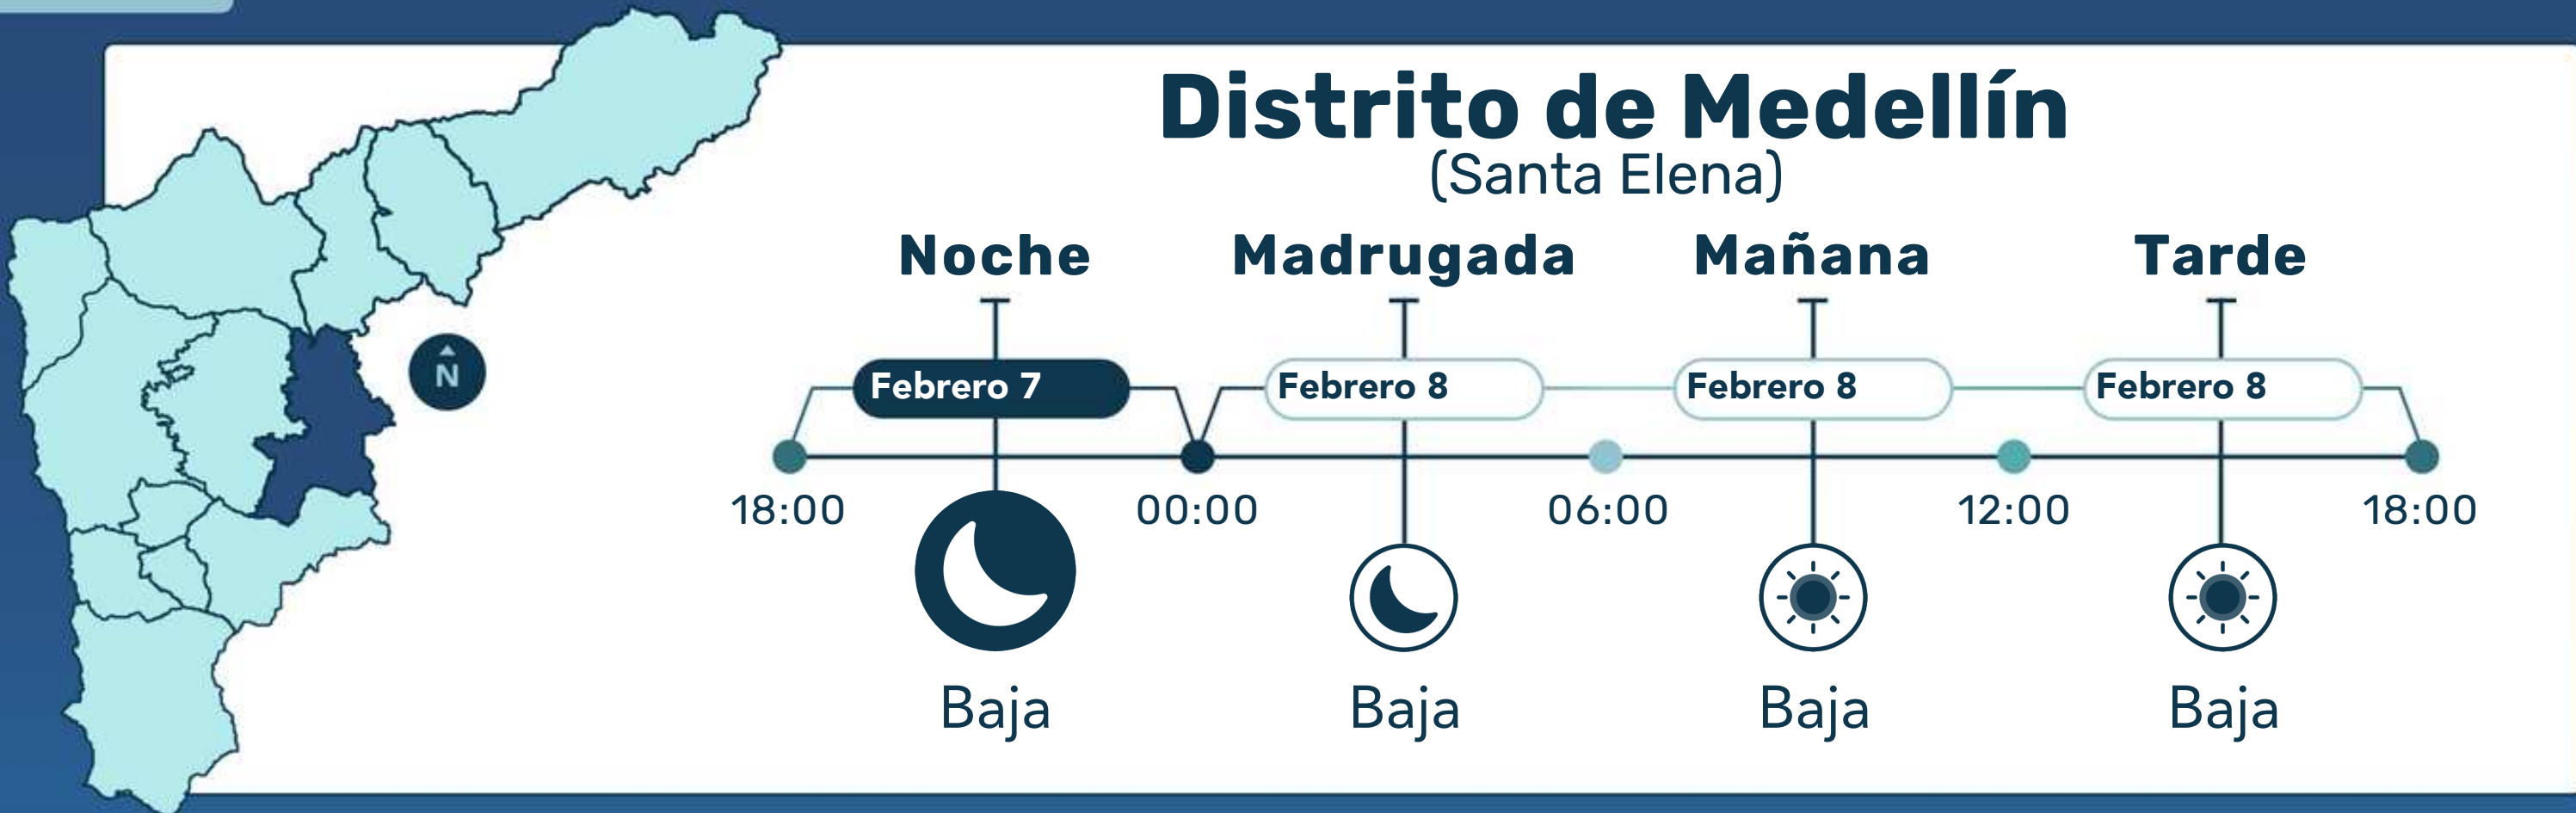 Distrito de Medellín
(Santa Elena)
Noche Madrugada Mañana Tarde
Febrero 7 Febrero 8 Febrero 8 Febrero 8
N
18:00 00:00 06:00 12:00 18:00
Baja Baja Baja Baja